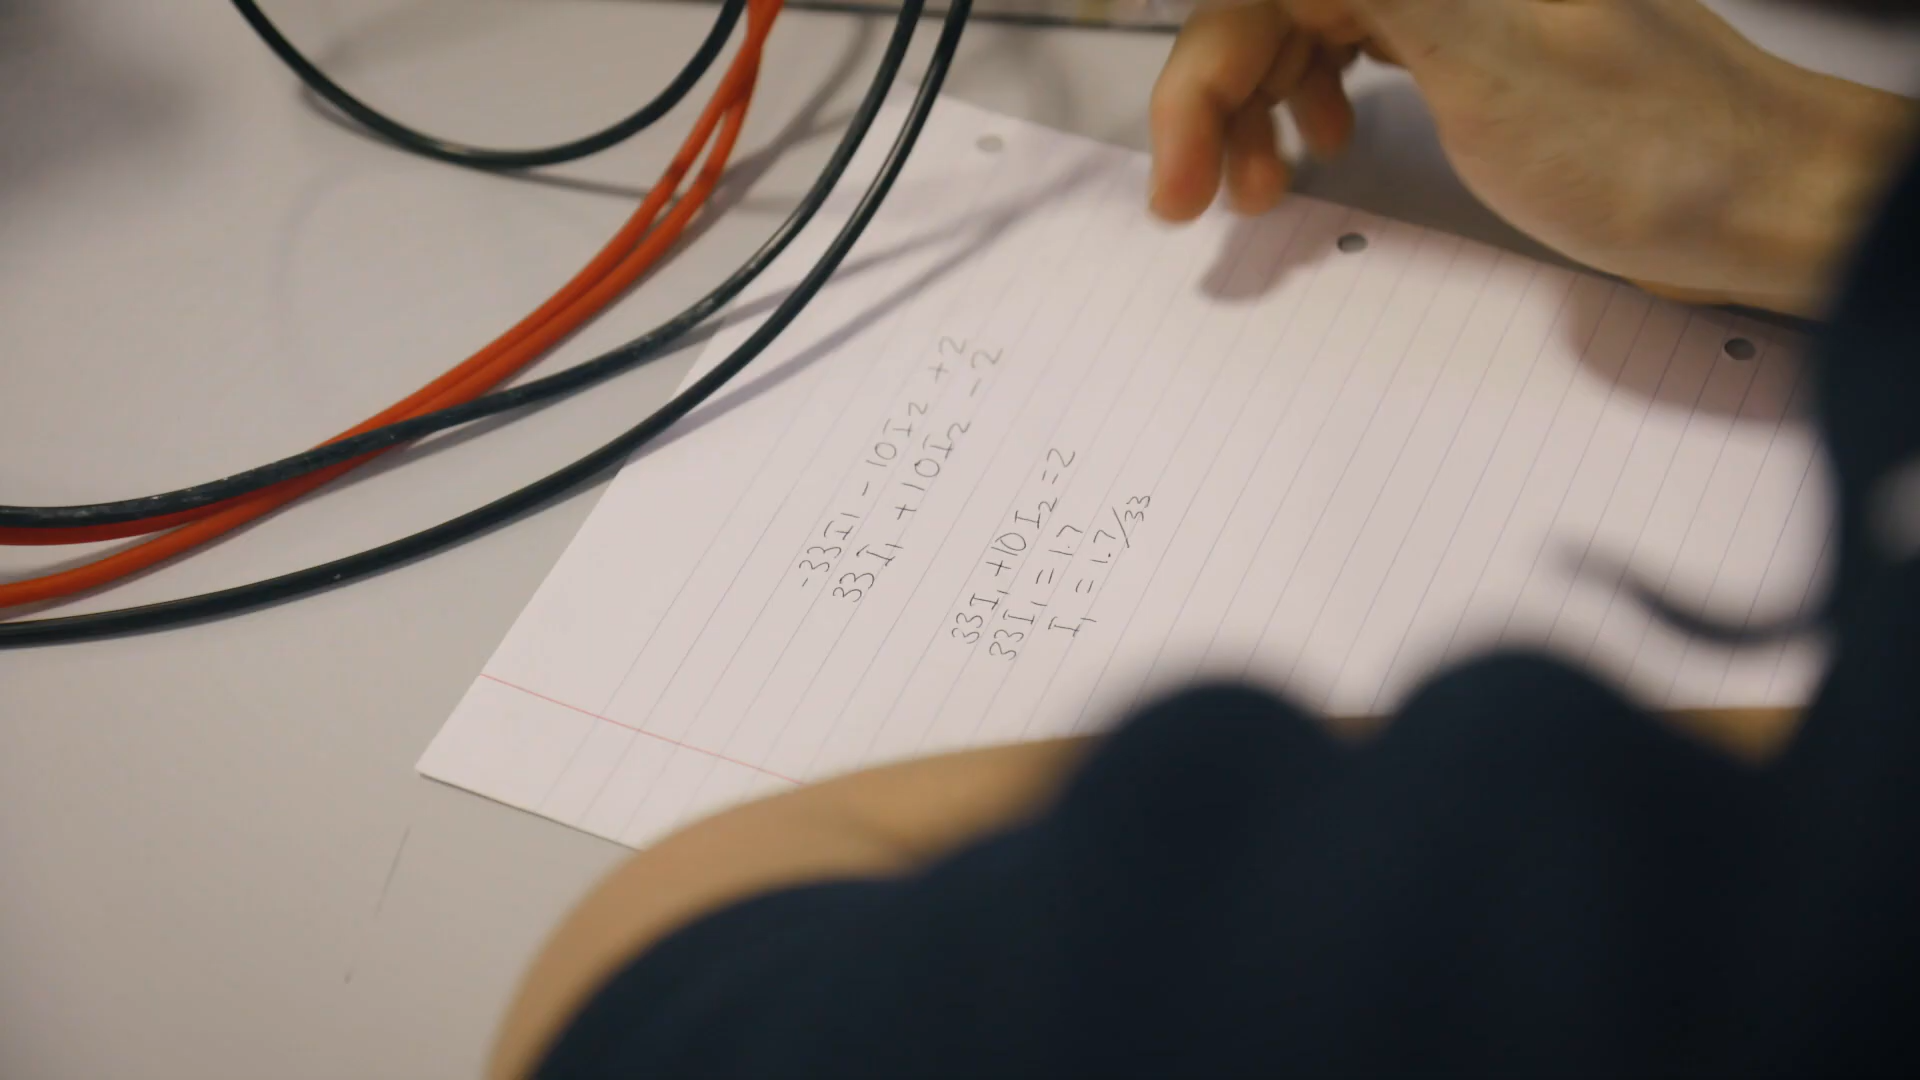 -33I₁ - 10I₂ + 2
33I₁ + 10I₂ - 2
33I₁ + 10I₂ = 2
33I₁ = 1.7
I₁ = 1.7/33